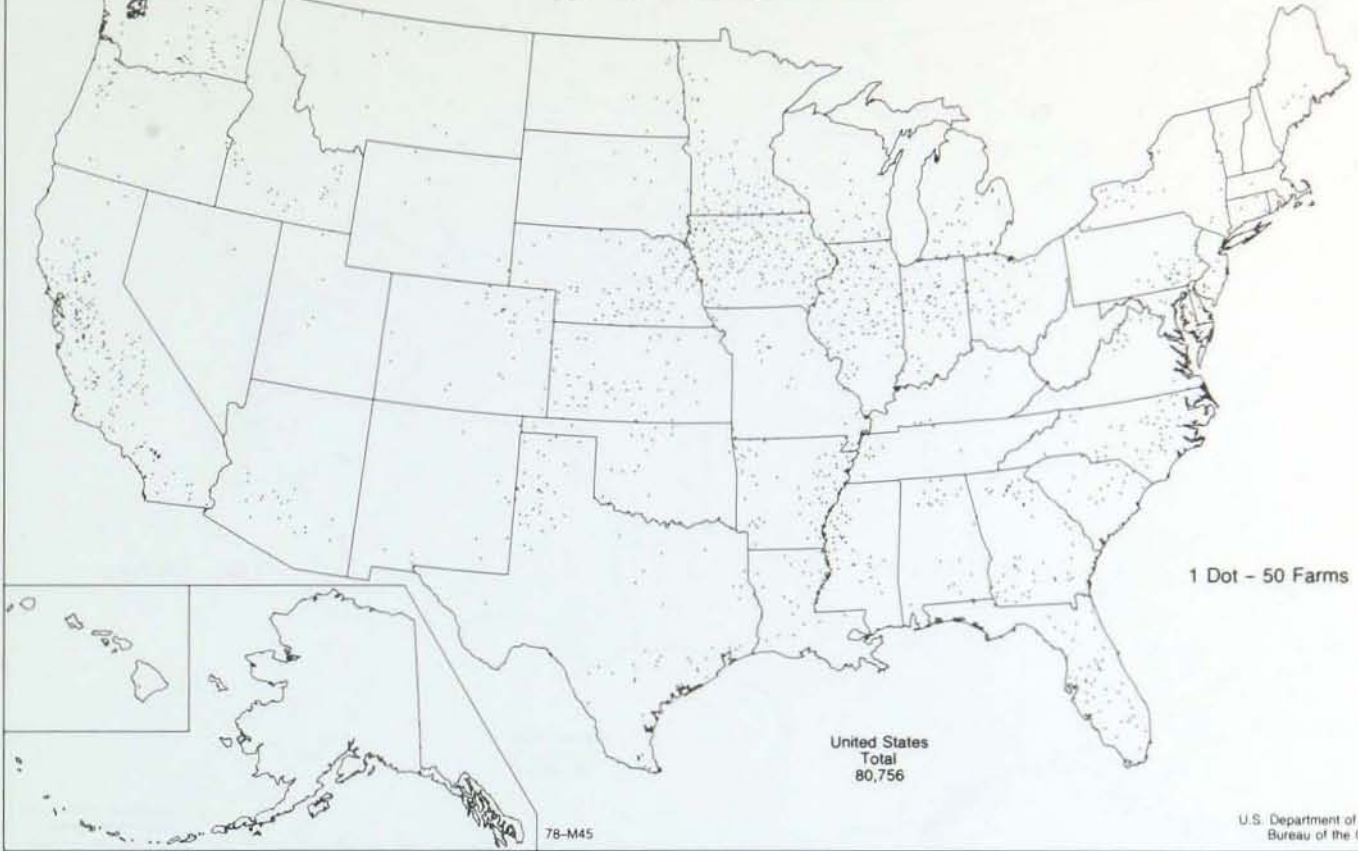 1 Dot – 50 Farms
United States
Total
80,756
78–M45
U.S. Department of
Bureau of the